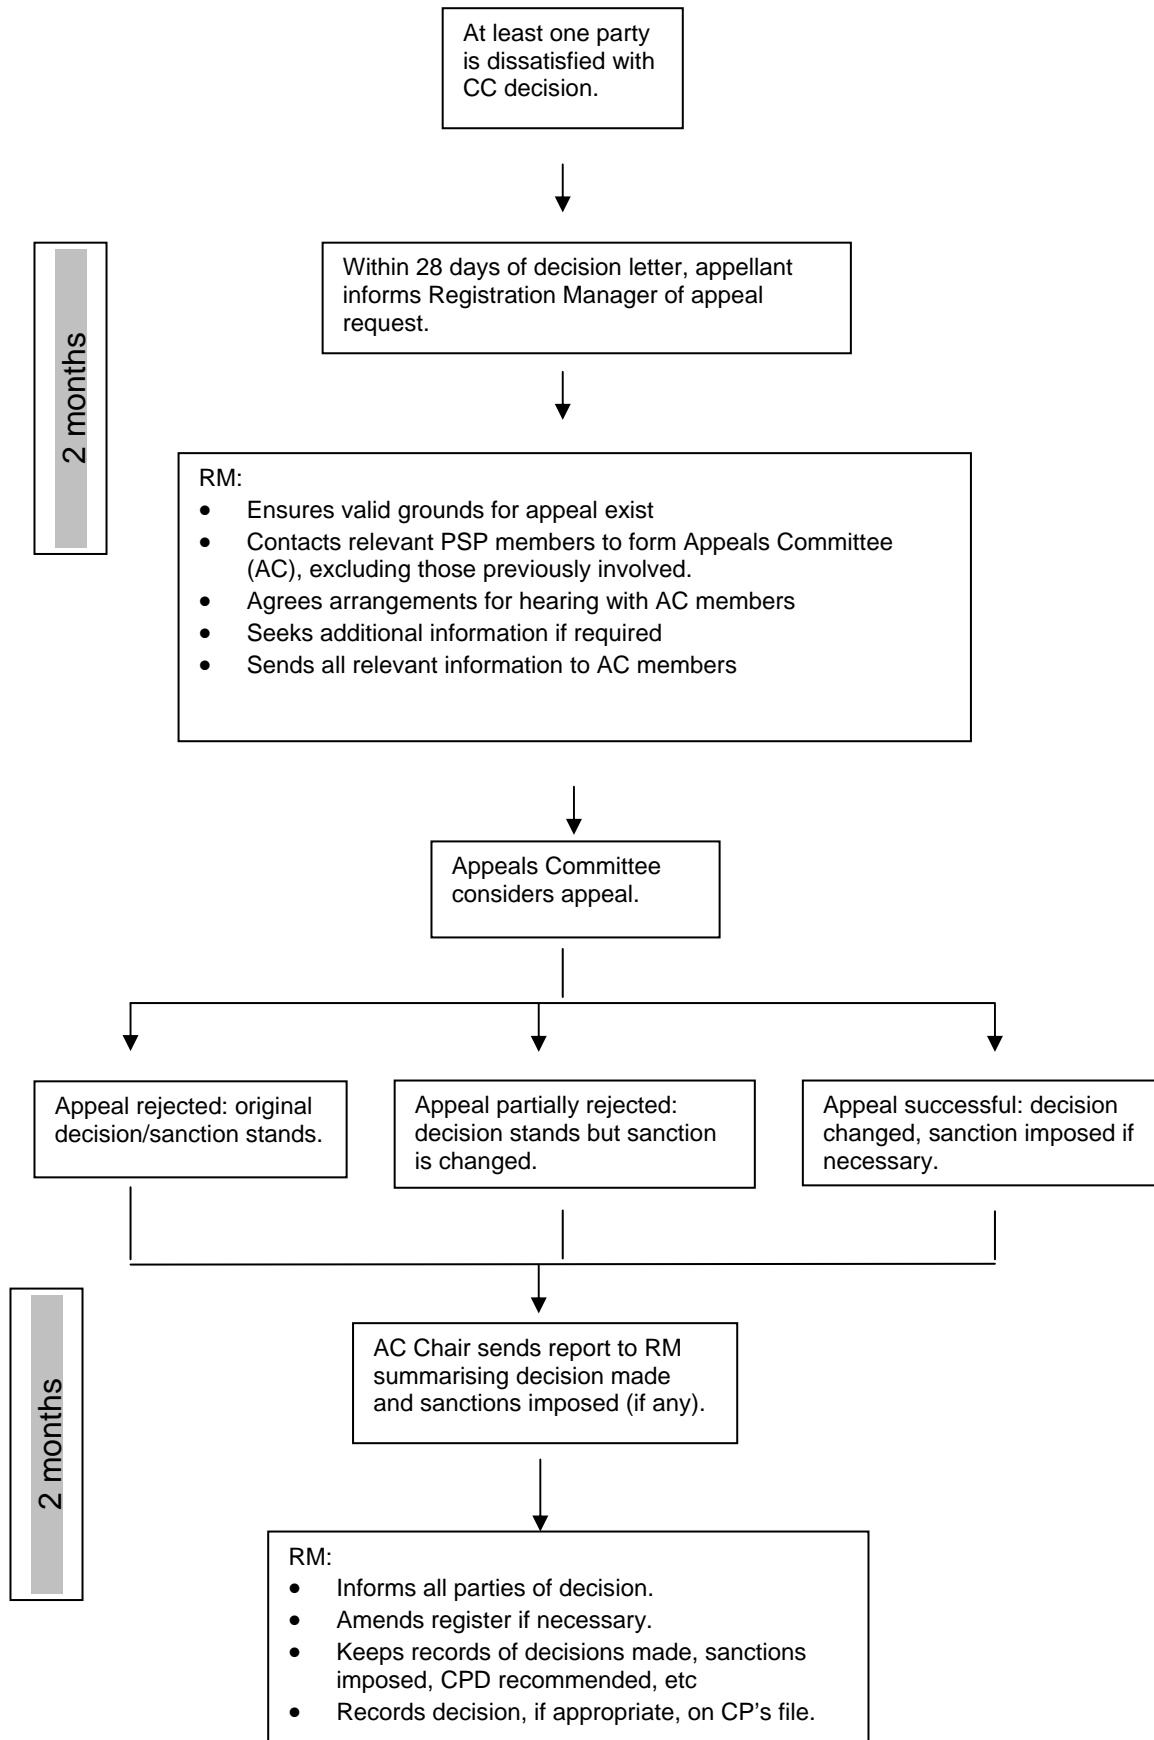 At least one party
is dissatisfied with
CC decision.
2 months
Within 28 days of decision letter, appellant
informs Registration Manager of appeal
request.
RM:
• Ensures valid grounds for appeal exist
• Contacts relevant PSP members to form Appeals Committee
(AC), excluding those previously involved.
• Agrees arrangements for hearing with AC members
• Seeks additional information if required
• Sends all relevant information to AC members
Appeals Committee
considers appeal.
Appeal rejected: original
decision/sanction stands.
Appeal partially rejected:
decision stands but sanction
is changed.
Appeal successful: decision
changed, sanction imposed if
necessary.
2 months
AC Chair sends report to RM
summarising decision made
and sanctions imposed (if any).
RM:
• Informs all parties of decision.
• Amends register if necessary.
• Keeps records of decisions made, sanctions
imposed, CPD recommended, etc
• Records decision, if appropriate, on CP’s file.